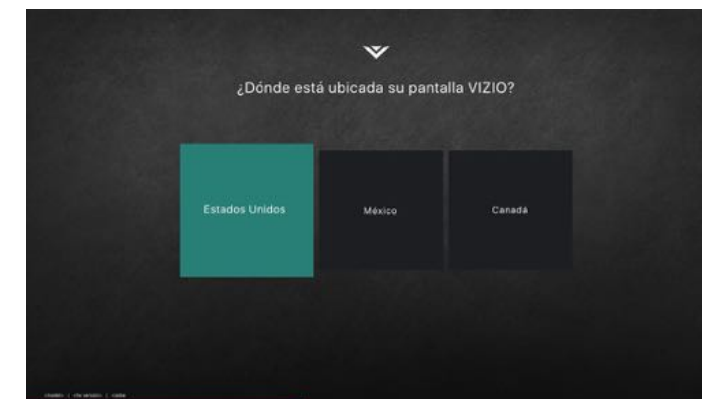 ¿Dónde está ubicada su pantalla VIZIO?
Estados Unidos
México
Canadá